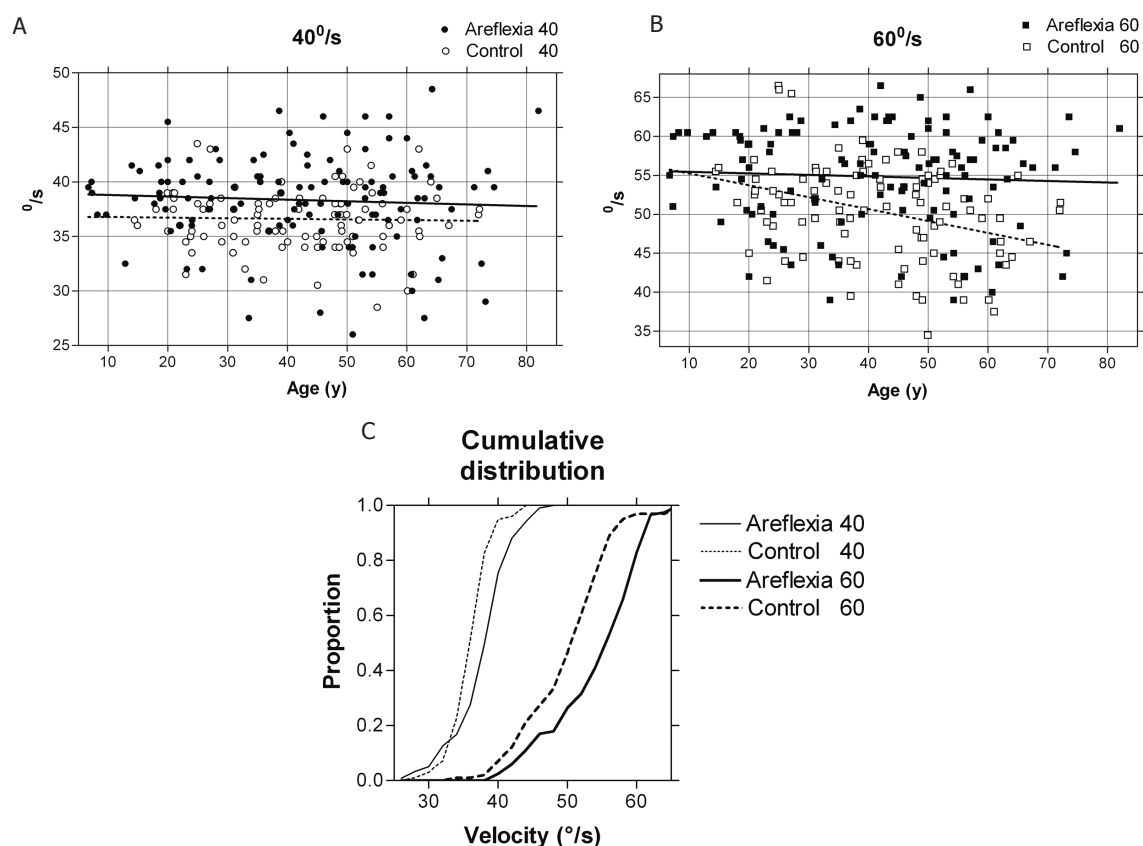 A
40⁰/s
Areflexia 40
Control 40
50
45
40
35
30
25
⁰/s
10 20 30 40 50 60 70 80
Age (y)
B
60⁰/s
Areflexia 60
Control 60
65
60
55
50
45
40
35
⁰/s
10 20 30 40 50 60 70 80
Age (y)
C
Cumulative
distribution
1.0
0.8
0.6
0.4
0.2
0.0
Proportion
30 40 50 60
Velocity (°/s)
Areflexia 40
Control 40
Areflexia 60
Control 60